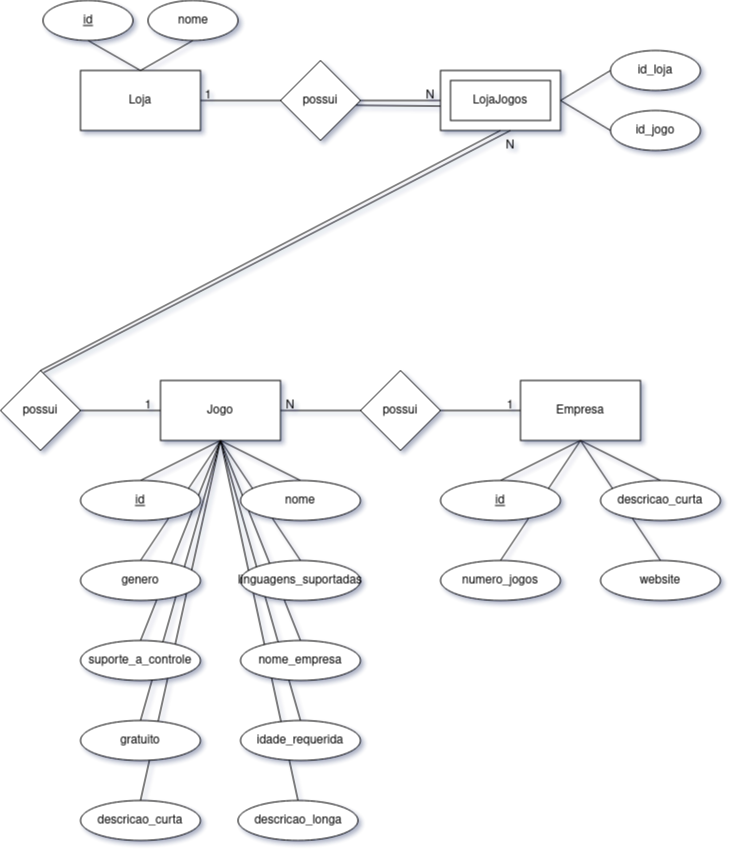 id
nome
Loja
1
possui
N
LojaJogos
id_loja
id_jogo
N
possui
1
Jogo
N
possui
1
Empresa
id
nome
id
descricao_curta
genero
linguagens_suportadas
numero_jogos
website
suporte_a_controle
nome_empresa
gratuito
idade_requerida
descricao_curta
descricao_longa